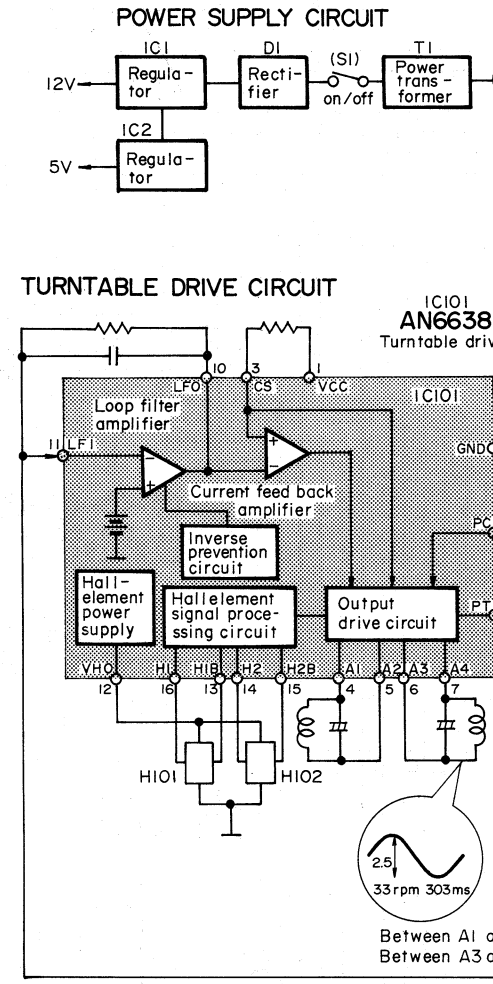 POWER SUPPLY CIRCUIT
IC1
D1
(S1)
T1
12V
Regula-
tor
Recti-
fier
on/off
Power
trans-
former
IC2
5V
Regula-
tor
TURNTABLE DRIVE CIRCUIT
IC101
AN6638
Turntable driv
10
3
1
LFO
CS
VCC
IC101
Loop filter
amplifier
11
LFI
GND
Current feed back
amplifier
PC
Inverse
prevention
circuit
Hall-
element
power
supply
Hallelement
signal proce-
ssing circuit
Output
drive circuit
PT
VHO
HI
HIB
H2
H2B
A1
A2
A3
A4
12
16
13
14
15
4
5
6
7
H101
H102
2.5
33 rpm 303ms
Between A1 a
Between A3 a